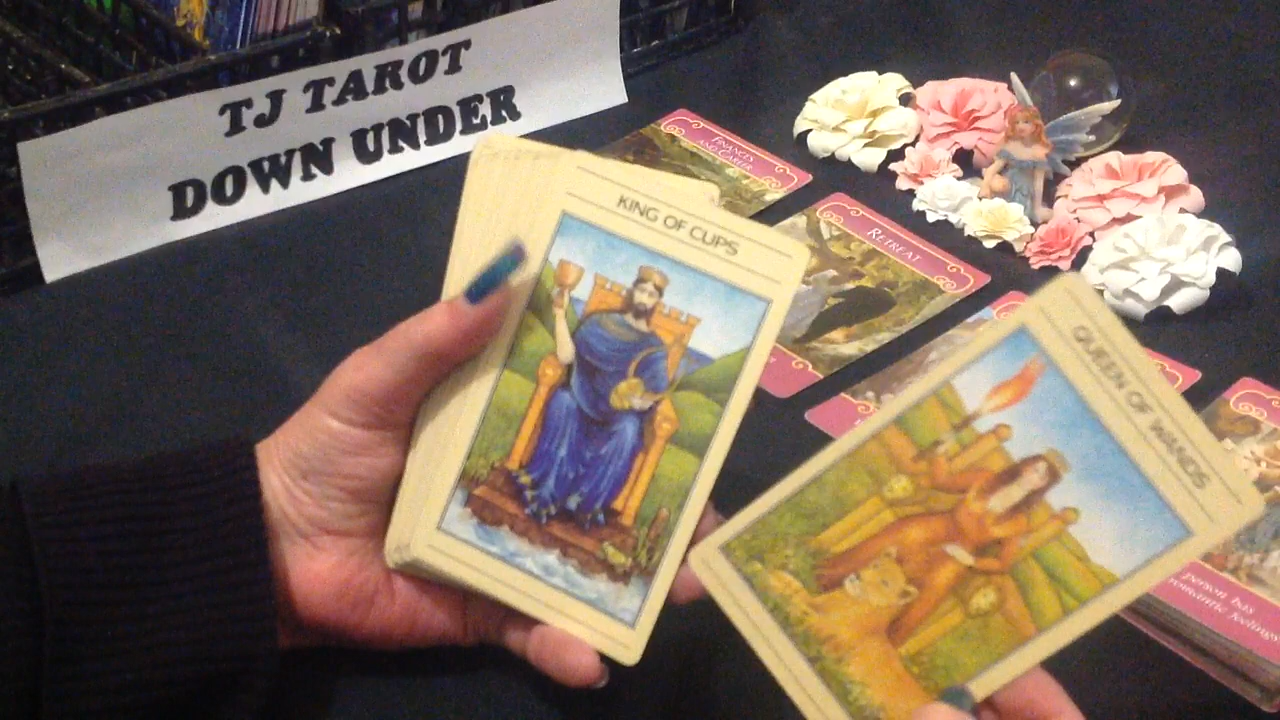 TJ TAROT
DOWN UNDER
KING OF CUPS
FINANCES
AND CAREER
RETREAT
QUEEN OF WANDS
person has
romantic feelings